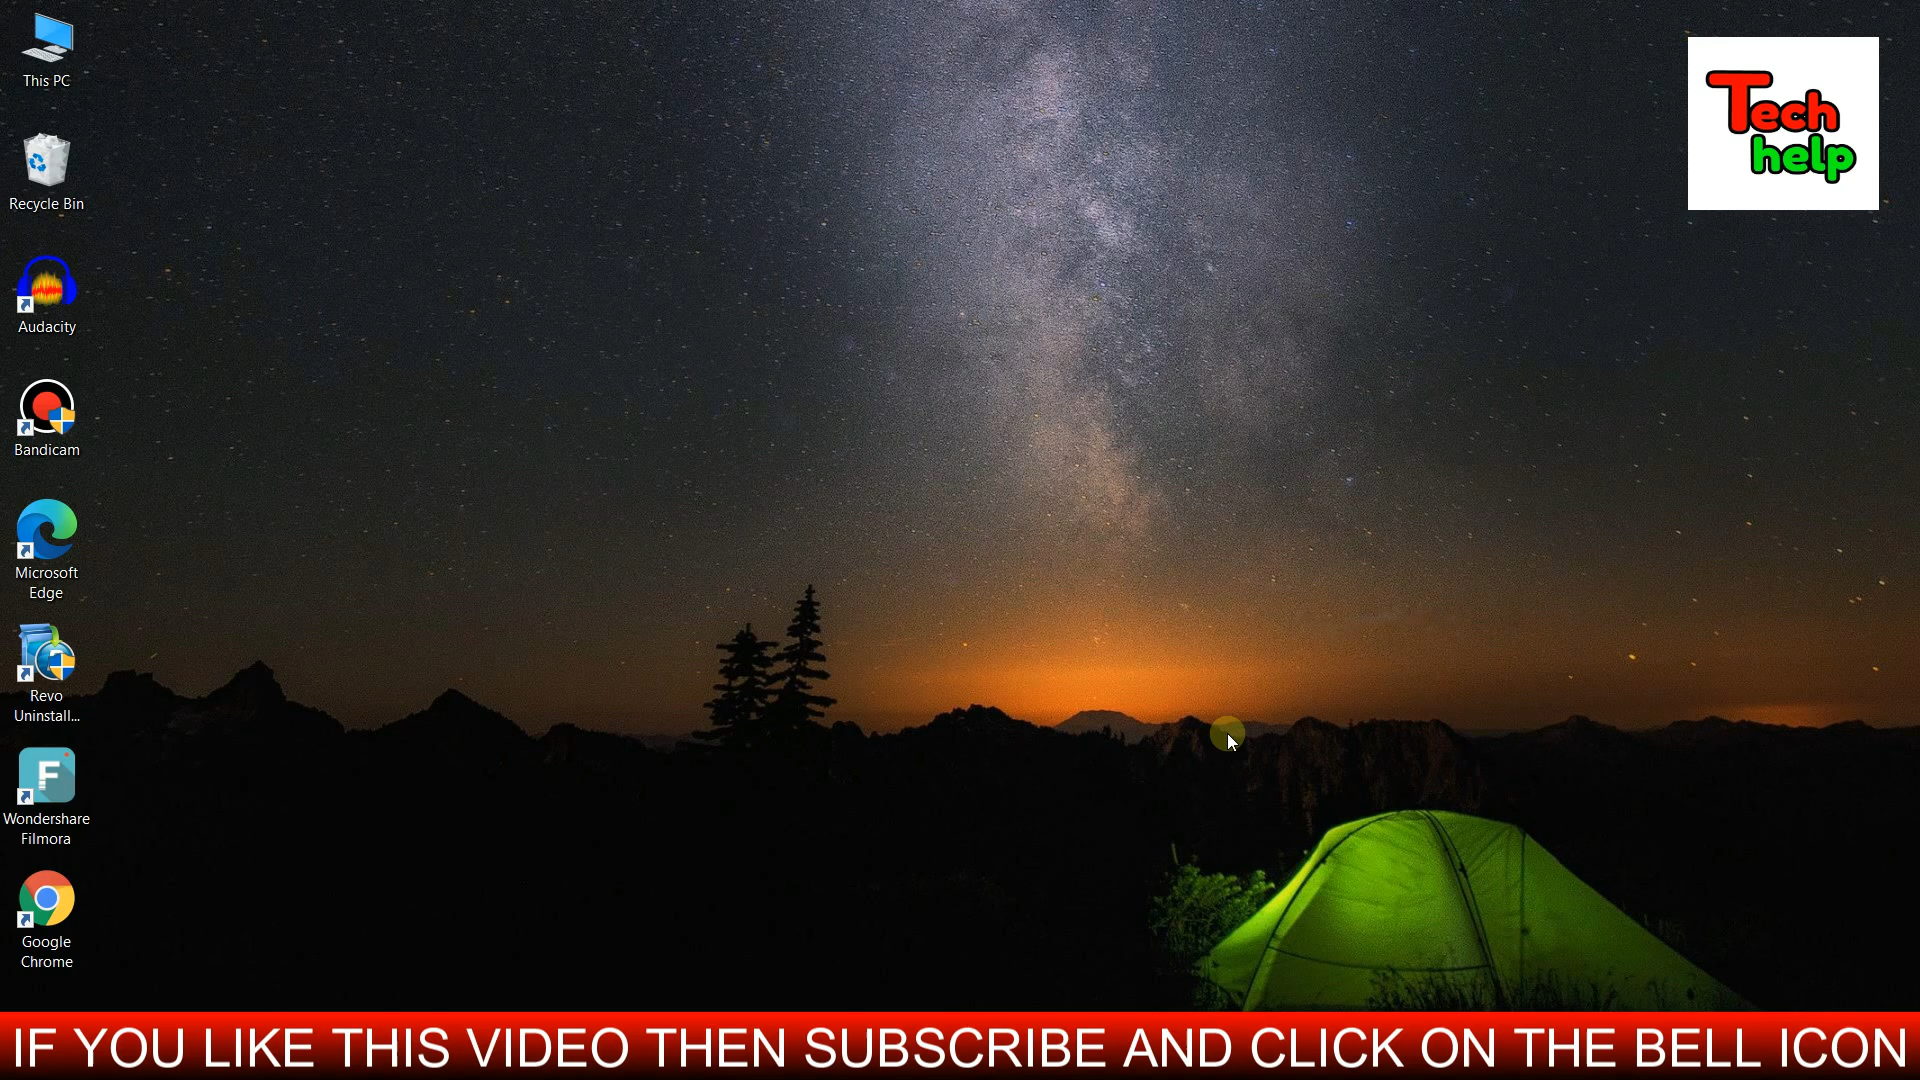 This PC
Recycle Bin
Audacity
Bandicam
Microsoft
Edge
Revo
Uninstall...
F
Wondershare
Filmora
Google
Chrome
Tech
help
IF YOU LIKE THIS VIDEO THEN SUBSCRIBE AND CLICK ON THE BELL ICON